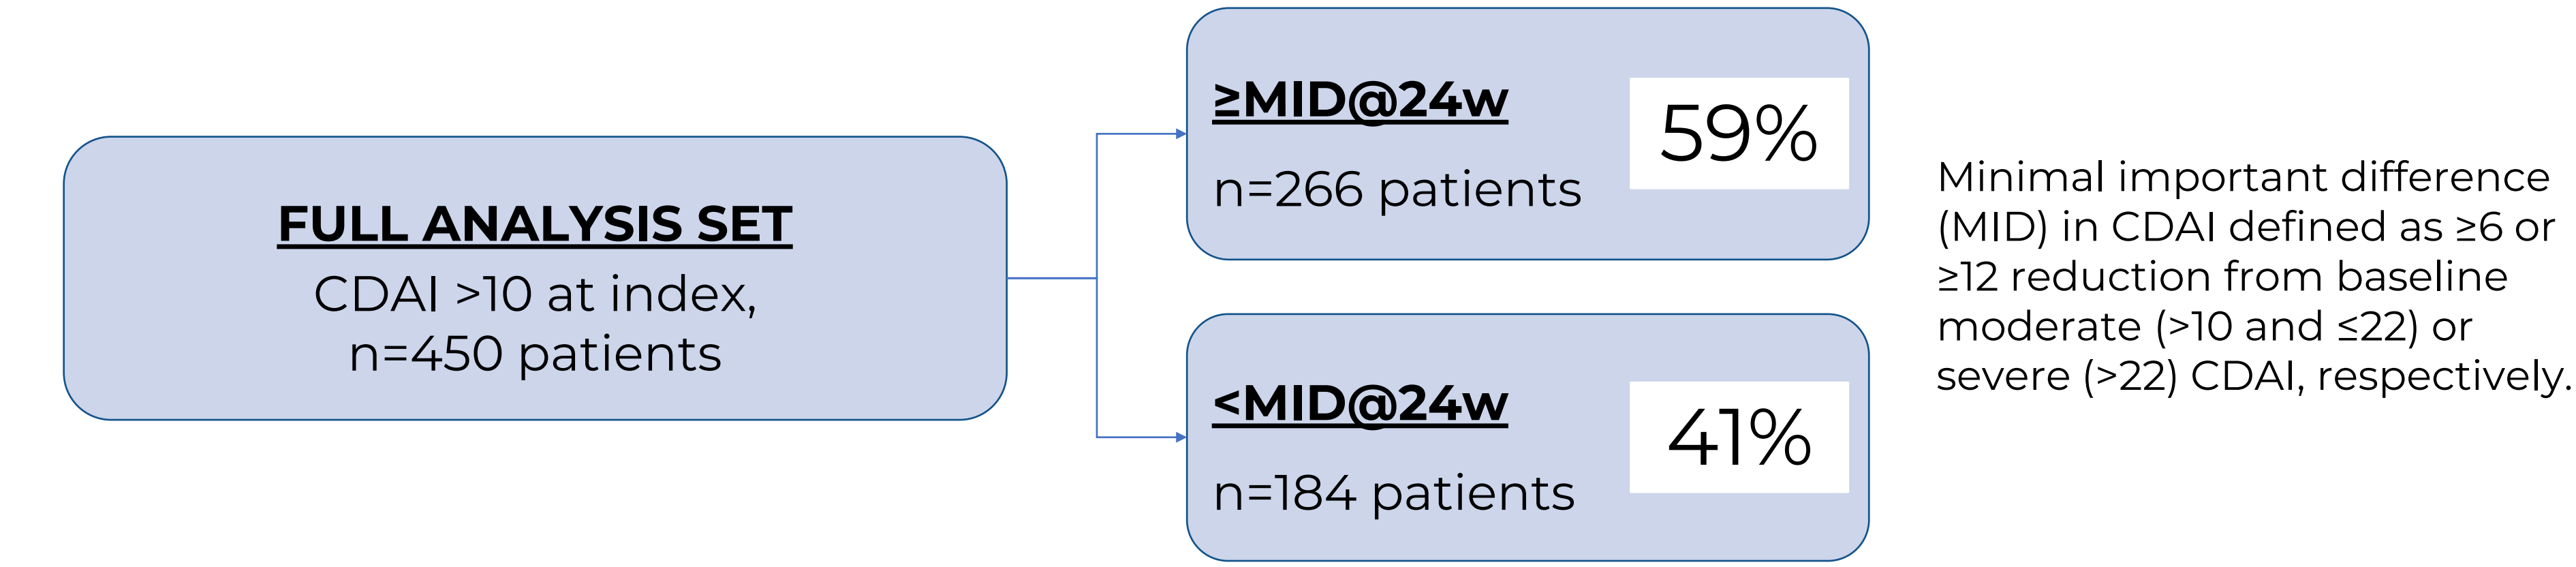 FULL ANALYSIS SET
CDAI >10 at index,
n=450 patients
≥MID@24w
n=266 patients
59%
<MID@24w
n=184 patients
41%
Minimal important difference
(MID) in CDAI defined as ≥6 or
≥12 reduction from baseline
moderate (>10 and ≤22) or
severe (>22) CDAI, respectively.